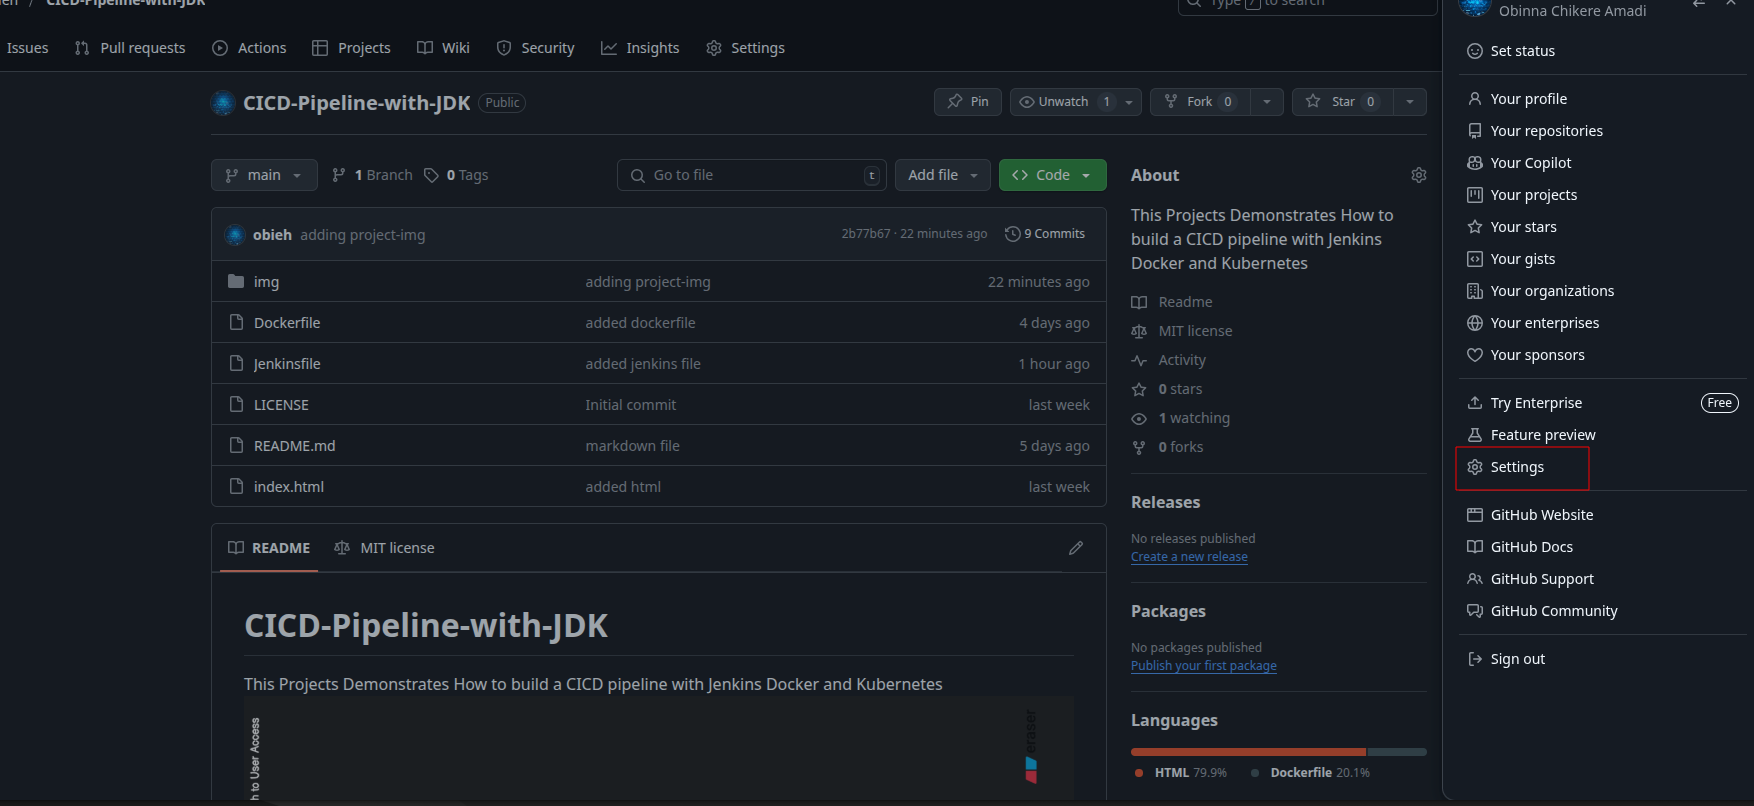 / CICD-Pipeline-with-JDK
Type / to search
Obinna Chikere Amadi
Issues Pull requests Actions Projects Wiki Security Insights Settings
CICD-Pipeline-with-JDK Public
Pin Unwatch 1 Fork 0 Star 0
main 1 Branch 0 Tags Go to file t Add file <> Code
obieh adding project-img 2b77b67 · 22 minutes ago 9 Commits
img adding project-img 22 minutes ago
Dockerfile added dockerfile 4 days ago
Jenkinsfile added jenkins file 1 hour ago
LICENSE Initial commit last week
README.md markdown file 5 days ago
index.html added html last week
README MIT license
CICD-Pipeline-with-JDK
This Projects Demonstrates How to build a CICD pipeline with Jenkins Docker and Kubernetes
to User Access
eraser
About
This Projects Demonstrates How to
build a CICD pipeline with Jenkins
Docker and Kubernetes
Readme
MIT license
Activity
0 stars
1 watching
0 forks
Releases
No releases published
Create a new release
Packages
No packages published
Publish your first package
Languages
HTML 79.9% Dockerfile 20.1%
Set status
Your profile
Your repositories
Your Copilot
Your projects
Your stars
Your gists
Your organizations
Your enterprises
Your sponsors
Try Enterprise Free
Feature preview
Settings
GitHub Website
GitHub Docs
GitHub Support
GitHub Community
Sign out